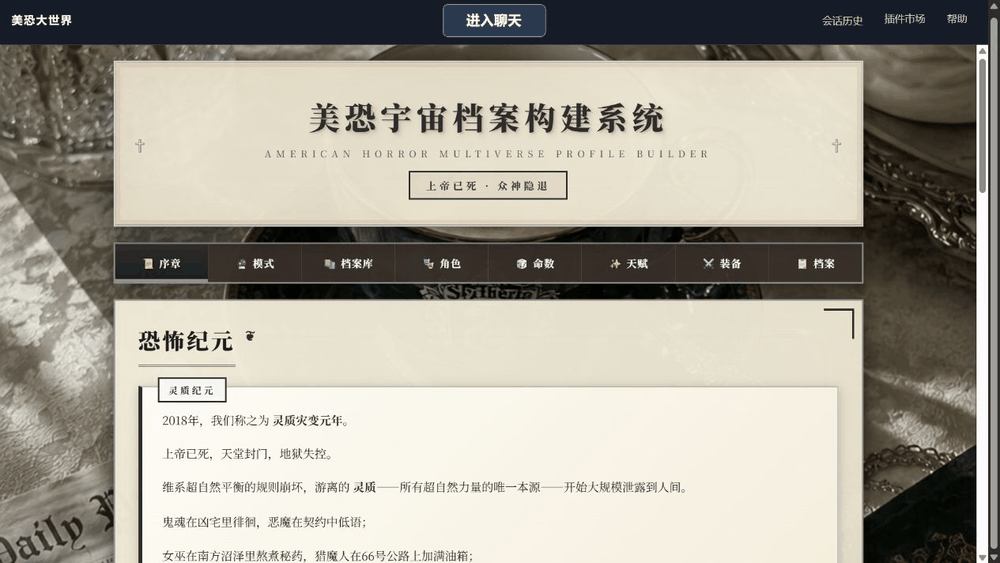 美恐大世界
进入聊天
会话历史
插件市场
帮助
美恐宇宙档案构建系统
AMERICAN HORROR MULTIVERSE PROFILE BUILDER
上帝已死 · 众神隐退
序章
模式
档案库
角色
命数
天赋
装备
档案
Slytherin
恐怖纪元
灵质纪元
2018年，我们称之为 灵质灾变元年。
上帝已死，天堂封门，地狱失控。
维系超自然平衡的规则崩坏，游离的 灵质——所有超自然力量的唯一本源——开始大规模泄露到人间。
鬼魂在凶宅里徘徊，恶魔在契约中低语；
女巫在南方沼泽里熬煮秘药，猎魔人在66号公路上加满油箱；
Daily